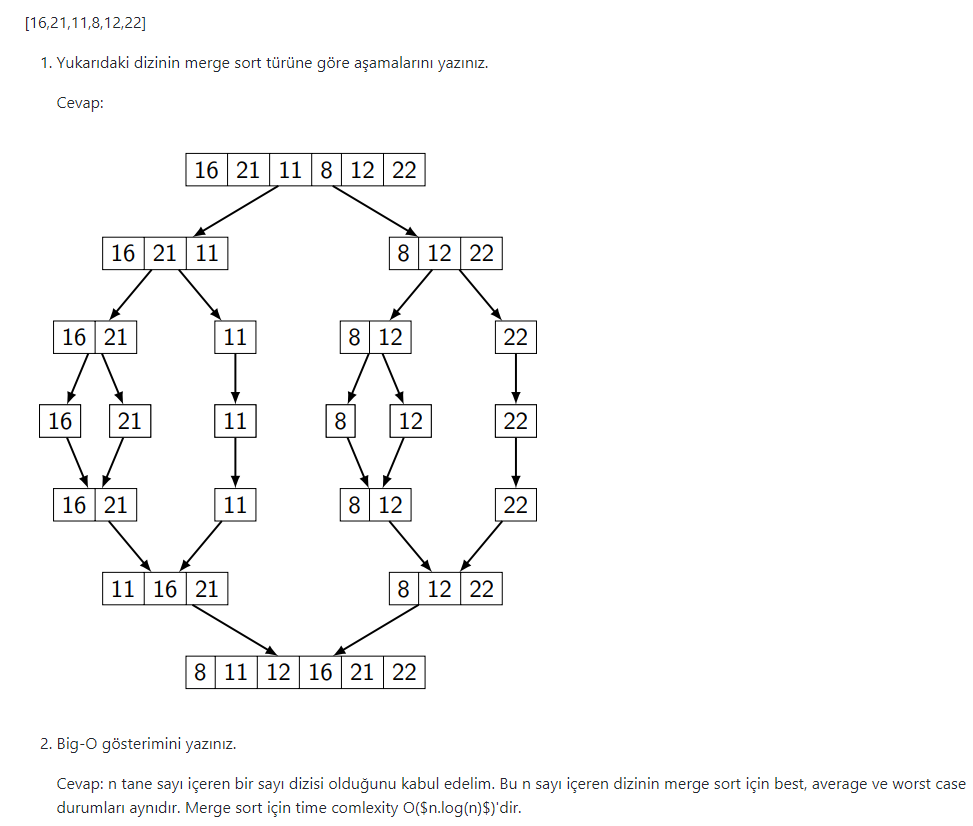 [16,21,11,8,12,22]
1. Yukarıdaki dizinin merge sort türüne göre aşamalarını yazınız.
Cevap:
16 21 11 8 12 22
16 21 11 8 12 22
16 21 11 8 12 22
16 21 11 8 12 22
16 21 11 8 12 22
11 16 21 8 12 22
8 11 12 16 21 22
2. Big-O gösterimini yazınız.
Cevap: n tane sayı içeren bir sayı dizisi olduğunu kabul edelim. Bu n sayı içeren dizinin merge sort için best, average ve worst case
durumları aynıdır. Merge sort için time comlexity O($n.log(n)$)'dir.